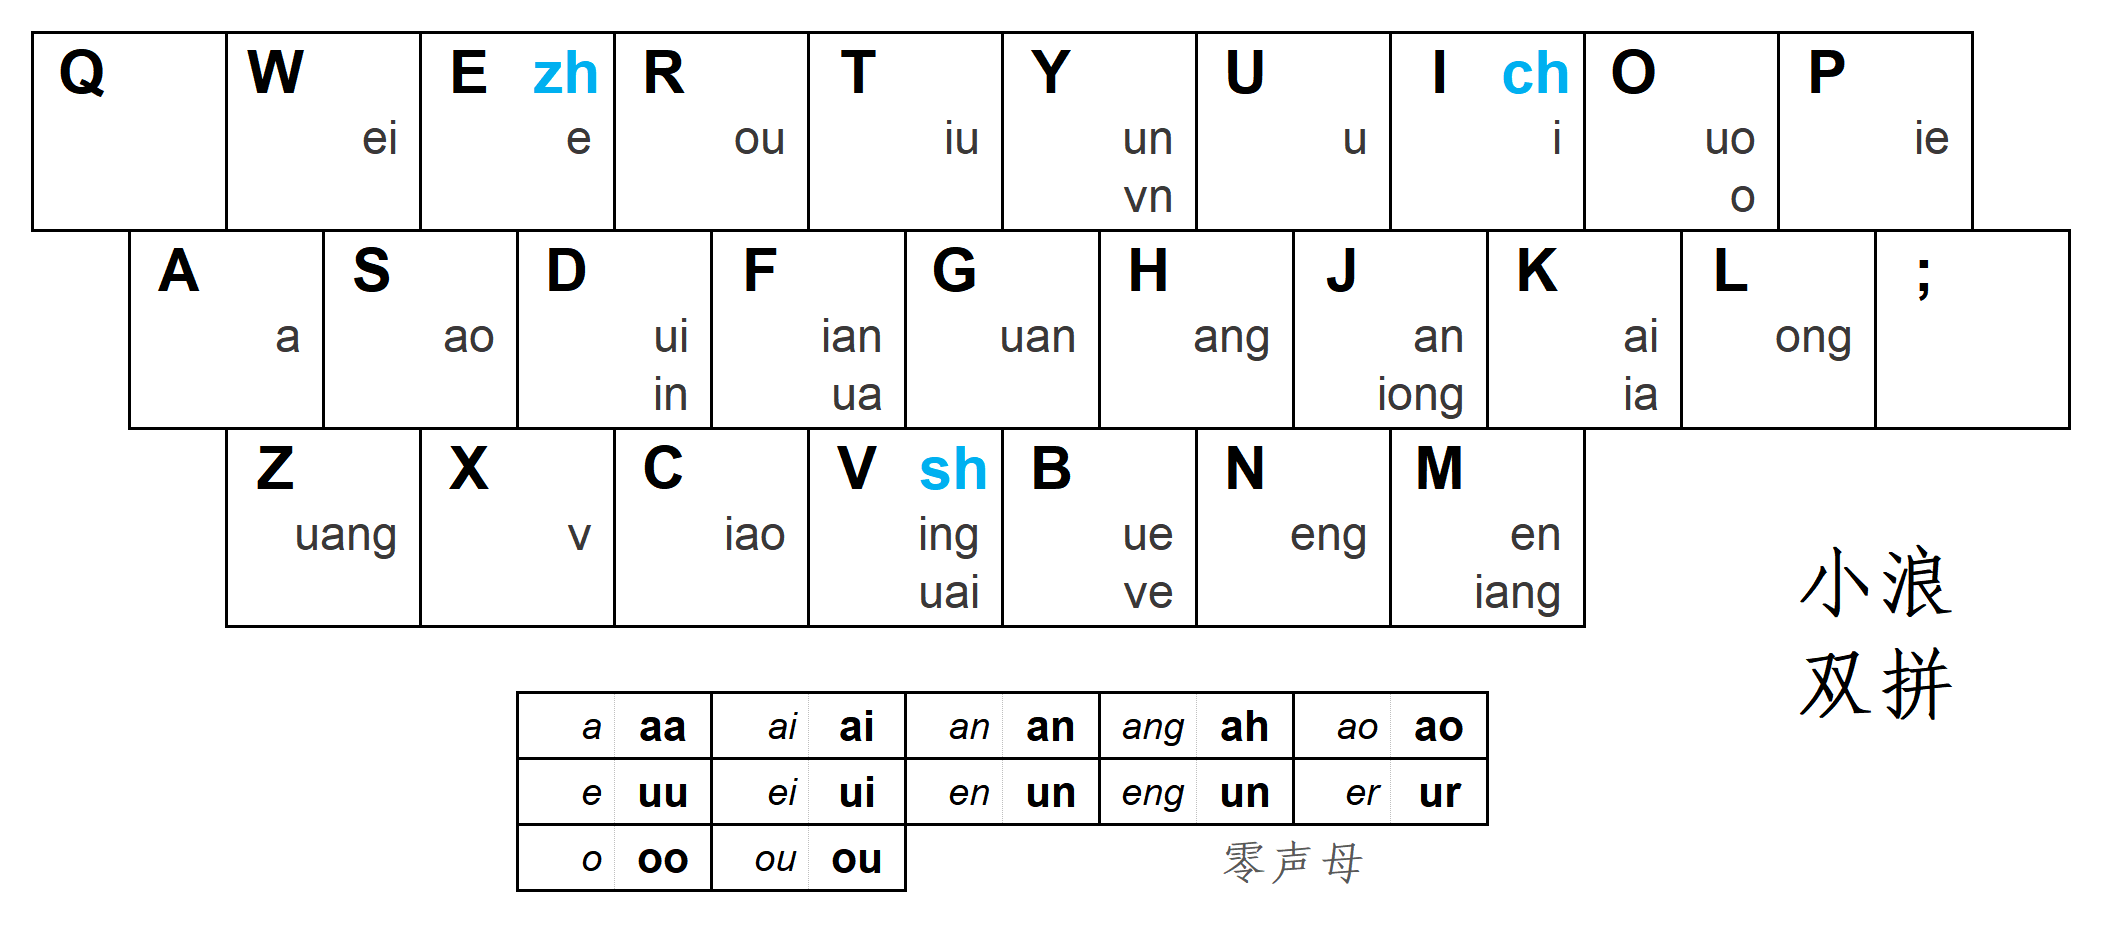 Q W E zh R T Y U I ch O P
ei e ou iu un u i uo ie
vn o
A S D F G H J K L ;
a ao ui ian uan ang an ai ong
in ua iong ia
Z X C V sh B N M
uang v iao ing ue eng en
uai ve iang
小浪
双拼
a aa ai ai an an ang ah ao ao
e uu ei ui en un eng un er ur
o oo ou ou
零声母